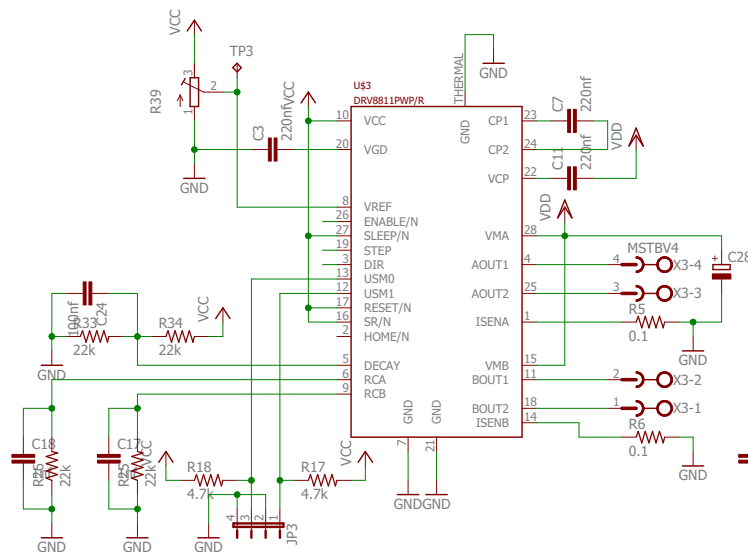 VCC
TP3
3
2
1
R39
GND
C3
220nf
VCC
U$3
DRV8811PWP/R
THERMAL
GND
GND
10
VCC
20
VGD
8
VREF
26
ENABLE/N
27
SLEEP/N
19
STEP
3
DIR
13
USM0
12
USM1
17
RESET/N
16
SR/N
2
HOME/N
5
DECAY
6
RCA
9
RCB
GND
7
GND
21
GND
GND
CP1
23
CP2
24
VCP
22
VMA
28
AOUT1
4
AOUT2
25
ISENA
1
VMB
15
BOUT1
11
BOUT2
18
ISENB
14
C7
220nf
C11
220nf
VDD
VDD
MSTBV4
4
X3-4
3
X3-3
R5
0.1
GND
C28
+
2
X3-2
1
X3-1
R6
0.1
GND
100nf
C24
R33
22k
R34
22k
VCC
GND
C18
22k
GND
C17
22k
VCC
GND
R18
4.7k
R17
4.7k
VCC
4
3
2
1
JP3
GND